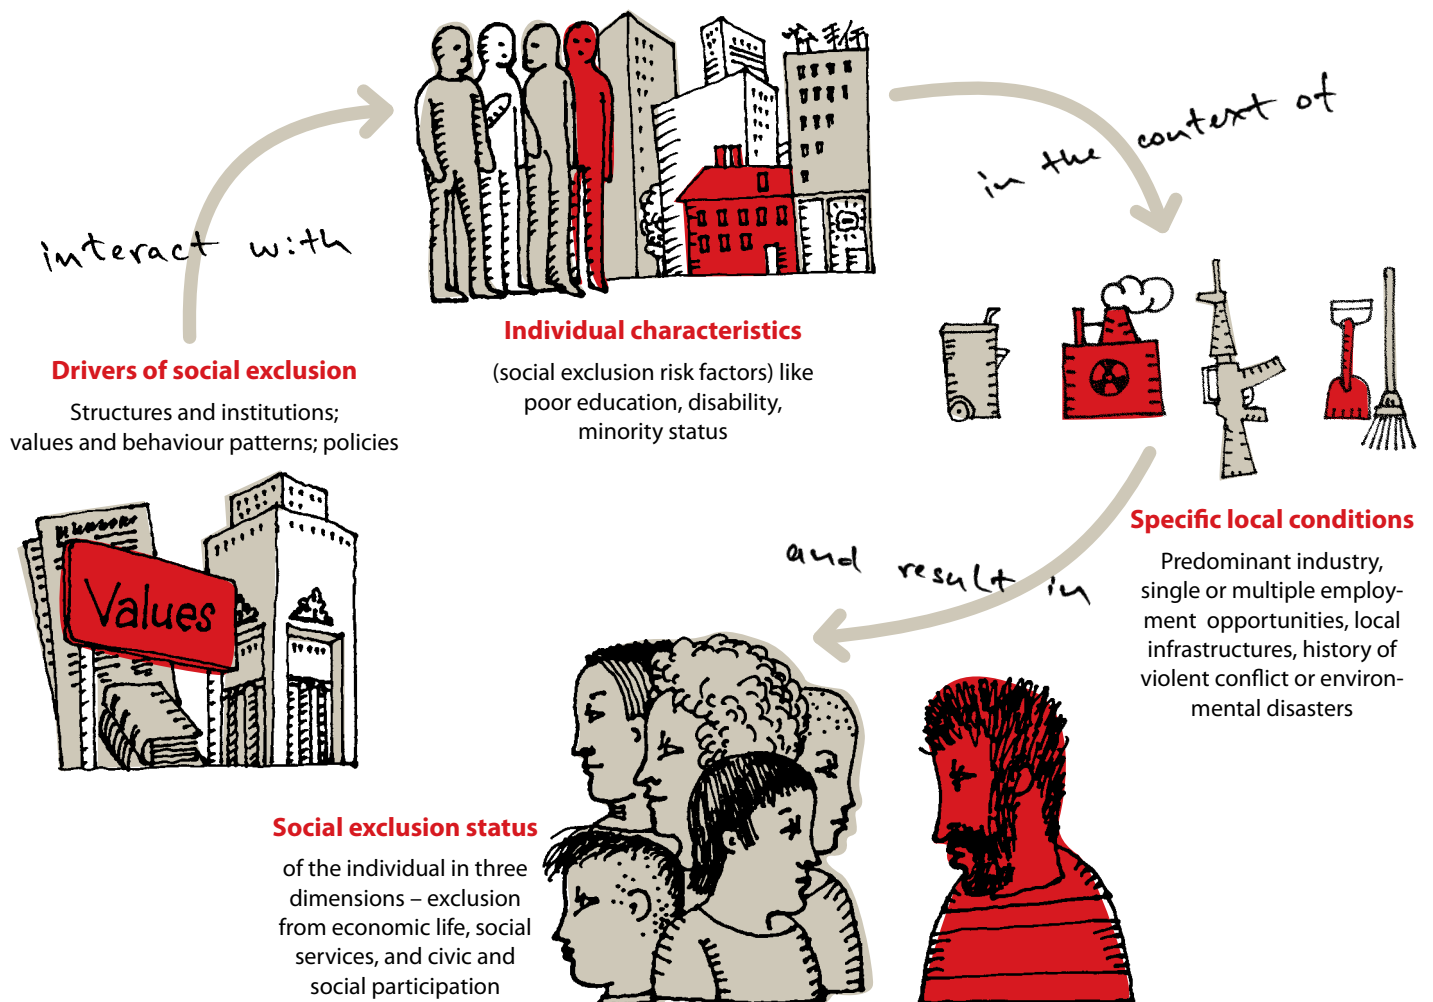 interact with
in the context of
Individual characteristics
(social exclusion risk factors) like
poor education, disability,
minority status
Drivers of social exclusion
Structures and institutions;
values and behaviour patterns; policies
Values
Specific local conditions
Predominant industry,
single or multiple employ-
ment opportunities, local
infrastructures, history of
violent conflict or environ-
mental disasters
and result in
Social exclusion status
of the individual in three
dimensions – exclusion
from economic life, social
services, and civic and
social participation